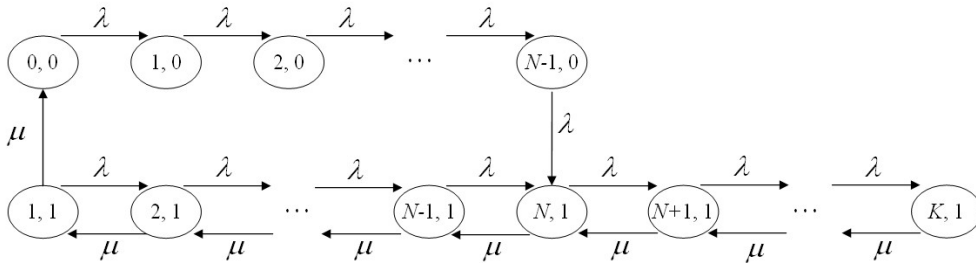 λ λ λ λ
0, 0 1, 0 2, 0 ... N-1, 0
μ λ
λ λ λ λ λ λ λ
1, 1 2, 1 ... N-1, 1 N, 1 N+1, 1 ... K, 1
μ μ μ μ μ μ μ